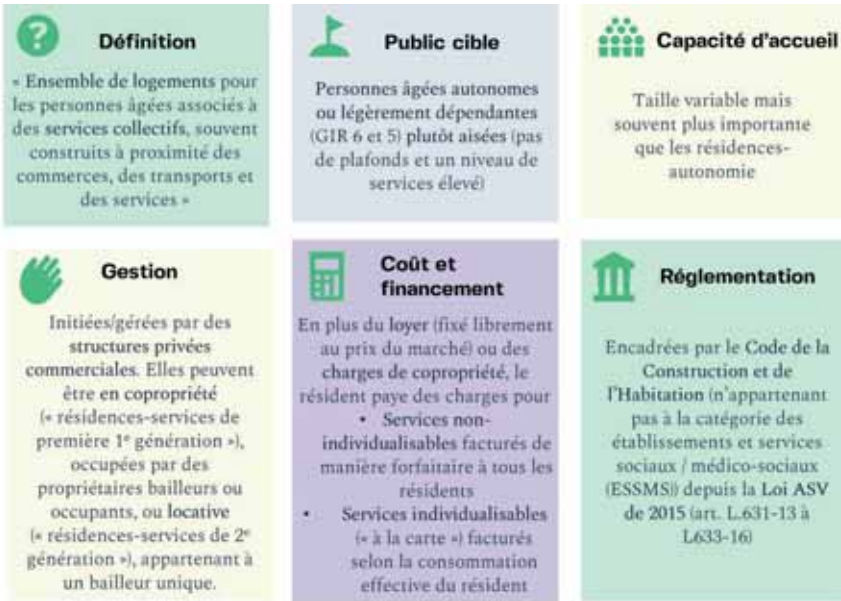 Définition
« Ensemble de logements pour
les personnes âgées associés à
des services collectifs, souvent
construits à proximité des
commerces, des transports et
des services »
Public cible
Personnes âgées autonomes
ou légèrement dépendantes
(GIR 6 et 5) plutôt aisées (pas
de plafonds et un niveau de
services élevé)
Capacité d'accueil
Taille variable mais
souvent plus importante
que les résidences-
autonomie
Gestion
Initiées/gérées par des
structures privées
commerciales. Elles peuvent
être en copropriété
(« résidences-services de
première 1e génération »),
occupées par des
propriétaires bailleurs ou
occupants, ou locative
(« résidences-services de 2e
génération »), appartenant à
un bailleur unique.
Coût et
financement
En plus du loyer (fixé librement
au prix du marché) ou des
charges de copropriété, le
résident paye des charges pour
• Services non-
individualisables facturés de
manière forfaitaire à tous les
résidents
• Services individualisables
(« à la carte ») facturés
selon la consommation
effective du résident
Réglementation
Encadrées par le Code de la
Construction et de
l'Habitation (n'appartenant
pas à la catégorie des
établissements et services
sociaux / médico-sociaux
(ESSMS)) depuis la Loi ASV
de 2015 (art. L.631-13 à
L633-16)